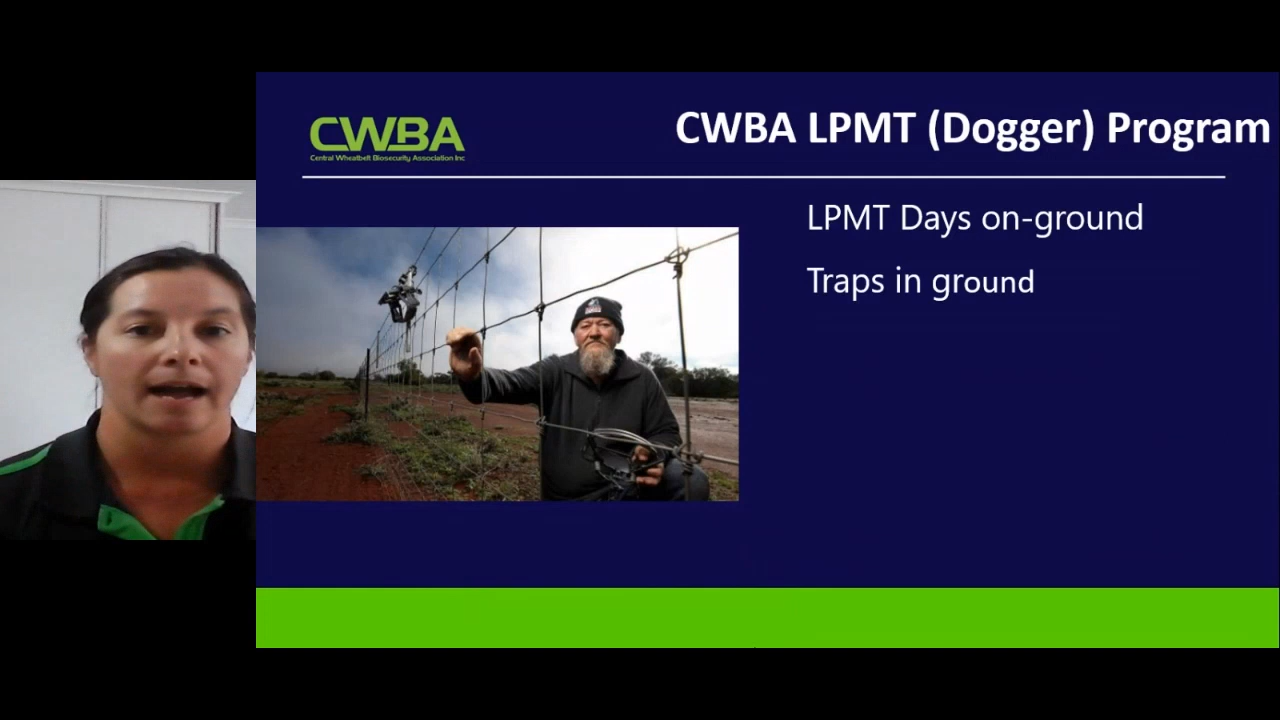 CWBA
Central Wheatbelt Biosecurity Association Inc
CWBA LPMT (Dogger) Program
LPMT Days on-ground
Traps in ground